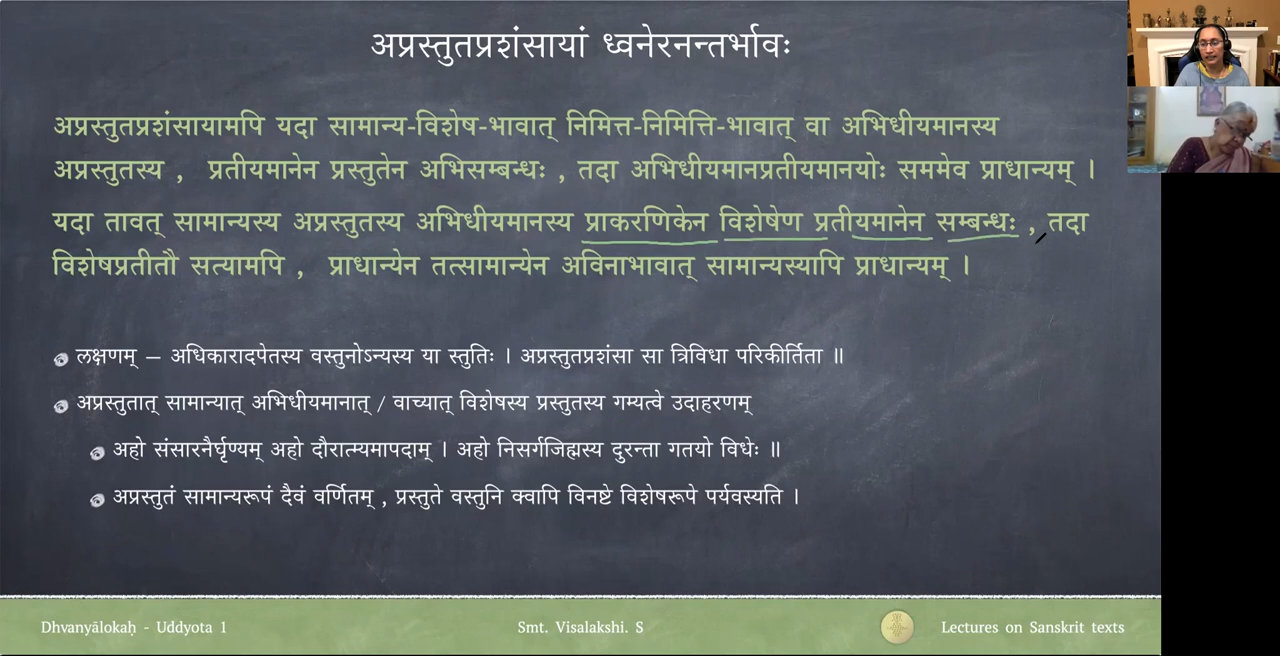 अप्रस्तुतप्रशंसायां ध्वनेरनन्तर्भावः
अप्रस्तुतप्रशंसायामपि यदा सामान्य-विशेष-भावात् निमित्त-निमित्ति-भावात् वा अभिधीयमानस्य
अप्रस्तुतस्य , प्रतीयमानेन प्रस्तुतेन अभिसम्बन्धः , तदा अभिधीयमानप्रतीयमानयोः सममेव प्राधान्यम् ।
यदा तावत् सामान्यस्य अप्रस्तुतस्य अभिधीयमानस्य प्राकरणिकेन विशेषेण प्रतीयमानेन सम्बन्धः , तदा
विशेषप्रतीतौ सत्यामपि , प्राधान्येन तत्सामान्येन अविनाभावात् सामान्यस्यापि प्राधान्यम् ।
लक्षणम् – अधिकारादपेतस्य वस्तुनोऽन्यस्य या स्तुतिः । अप्रस्तुतप्रशंसा सा त्रिविधा परिकीर्तिता ॥
अप्रस्तुतात् सामान्यात् अभिधीयमानात् / वाच्यात् विशेषस्य प्रस्तुतस्य गम्यत्वे उदाहरणम्
अहो संसारनैर्घृण्यम् अहो दौरात्म्यमापदाम् । अहो निसर्गजिह्मस्य दुरन्ता गतयो विधेः ॥
अप्रस्तुतं सामान्यरूपं दैवं वर्णितम् , प्रस्तुते वस्तुनि क्वापि विनष्टे विशेषरूपे पर्यवस्यति ।
Dhvanyālokaḥ - Uddyota 1 Smt. Visalakshi. S Lectures on Sanskrit texts